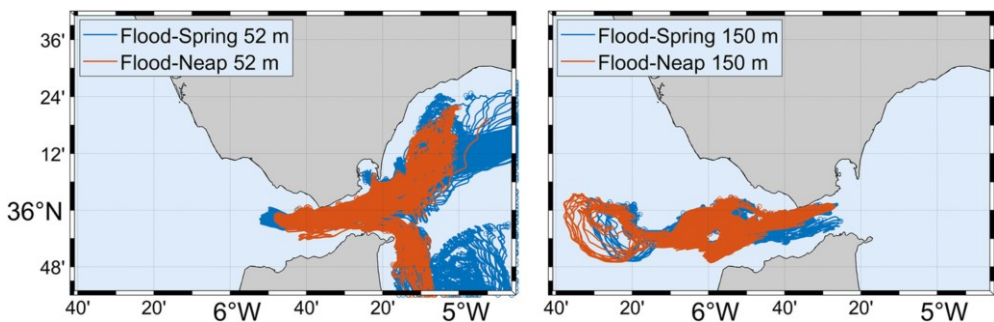 36'
Flood-Spring 52 m
Flood-Neap 52 m
24'
12'
36°N
48'
40' 20' 6°W 40' 20' 5°W
Flood-Spring 150 m
Flood-Neap 150 m
40' 20' 6°W 40' 20' 5°W